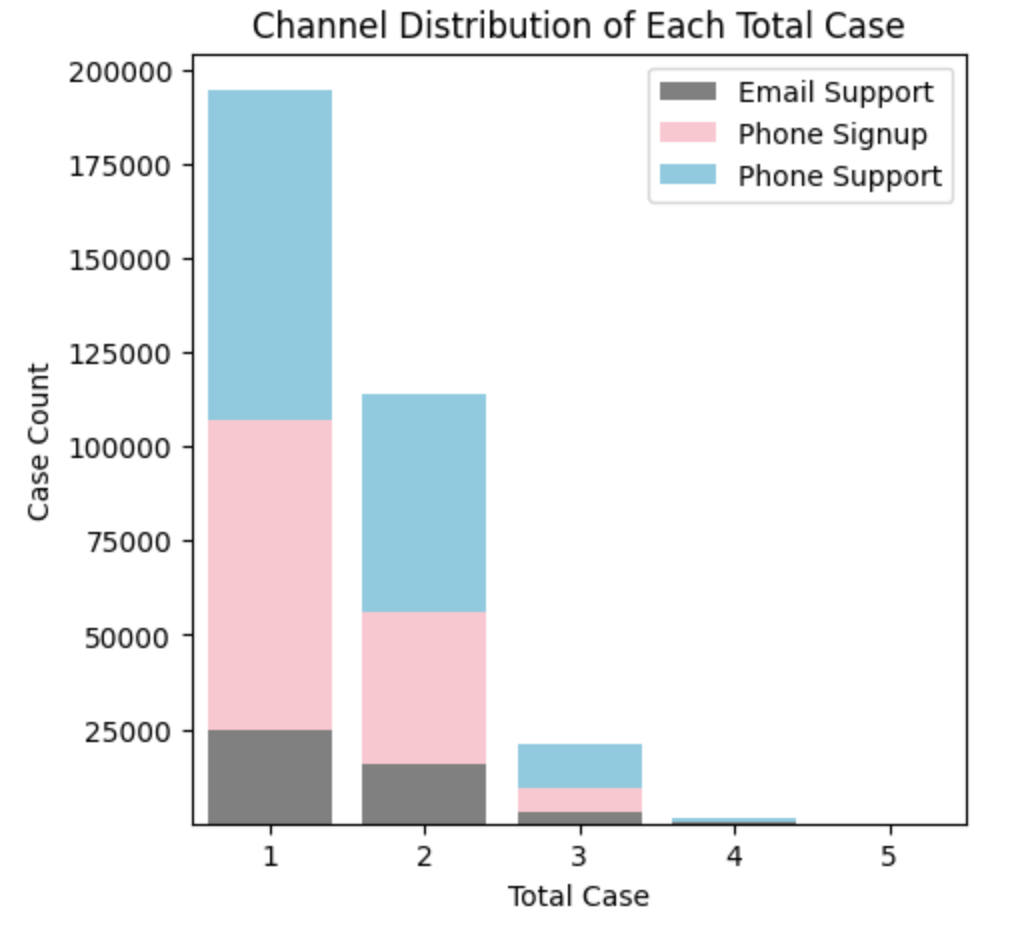 Channel Distribution of Each Total Case
Email Support
Phone Signup
Phone Support
200000
175000
150000
125000
100000
75000
50000
25000
Case Count
1 2 3 4 5
Total Case